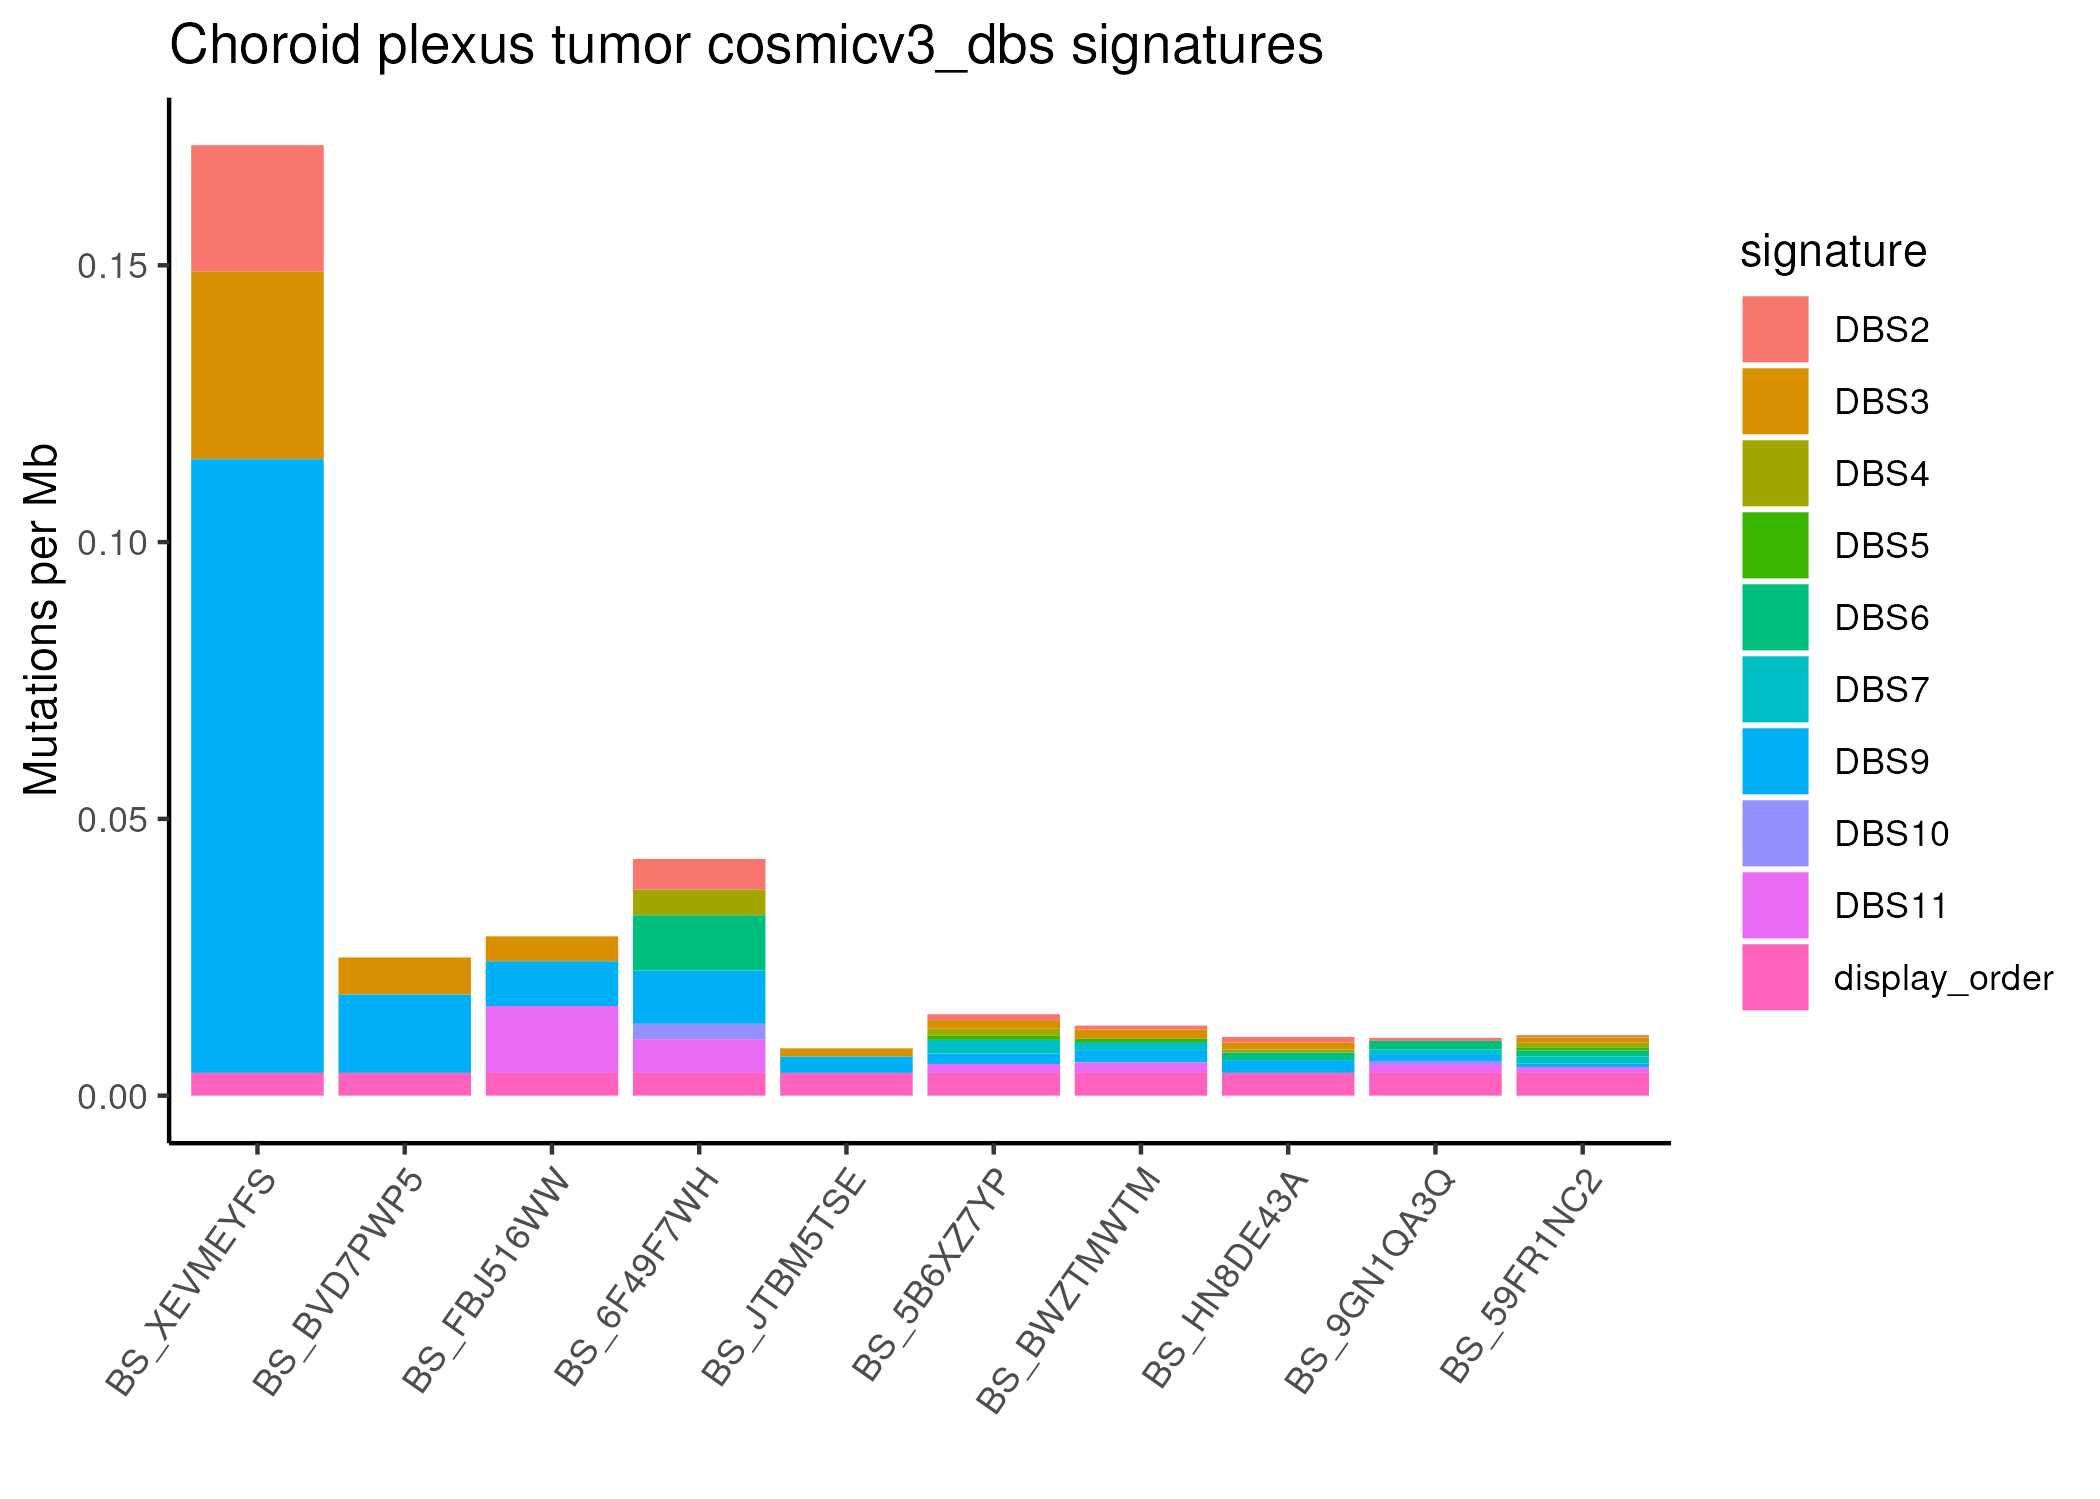 Choroid plexus tumor cosmicv3_dbs signatures
Mutations per Mb
0.15
0.10
0.05
0.00
BS_XEVMEYFS
BS_BVD7PWP5
BS_FBJ516WW
BS_6F49F7WH
BS_JTBM5TSE
BS_5B6XZ7YP
BS_BWZTMWTM
BS_HN8DE43A
BS_9GN1QA3Q
BS_59FR1NC2
signature
DBS2
DBS3
DBS4
DBS5
DBS6
DBS7
DBS9
DBS10
DBS11
display_order